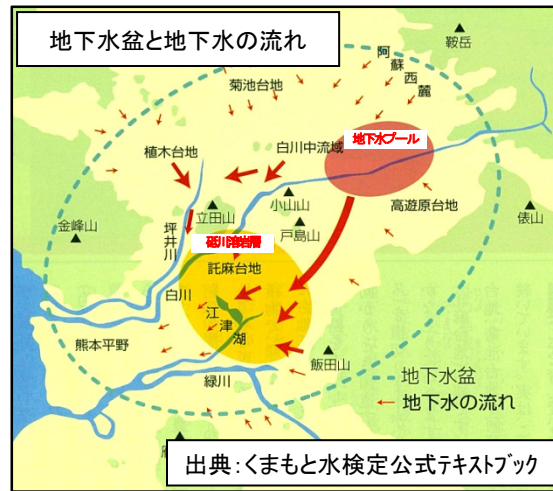 地下水盆と地下水の流れ
鞍岳
阿蘇西麓
菊池台地
地下水プール
植木台地
白川中流域
小山山
高遊原台地
立田山
戸島山
俵山
金峰山
坪井川
砥川溶岩層
託麻台地
白川
江津湖
熊本平野
飯田山
緑川
地下水盆
地下水の流れ
出典：くまもと水検定公式テキストブック